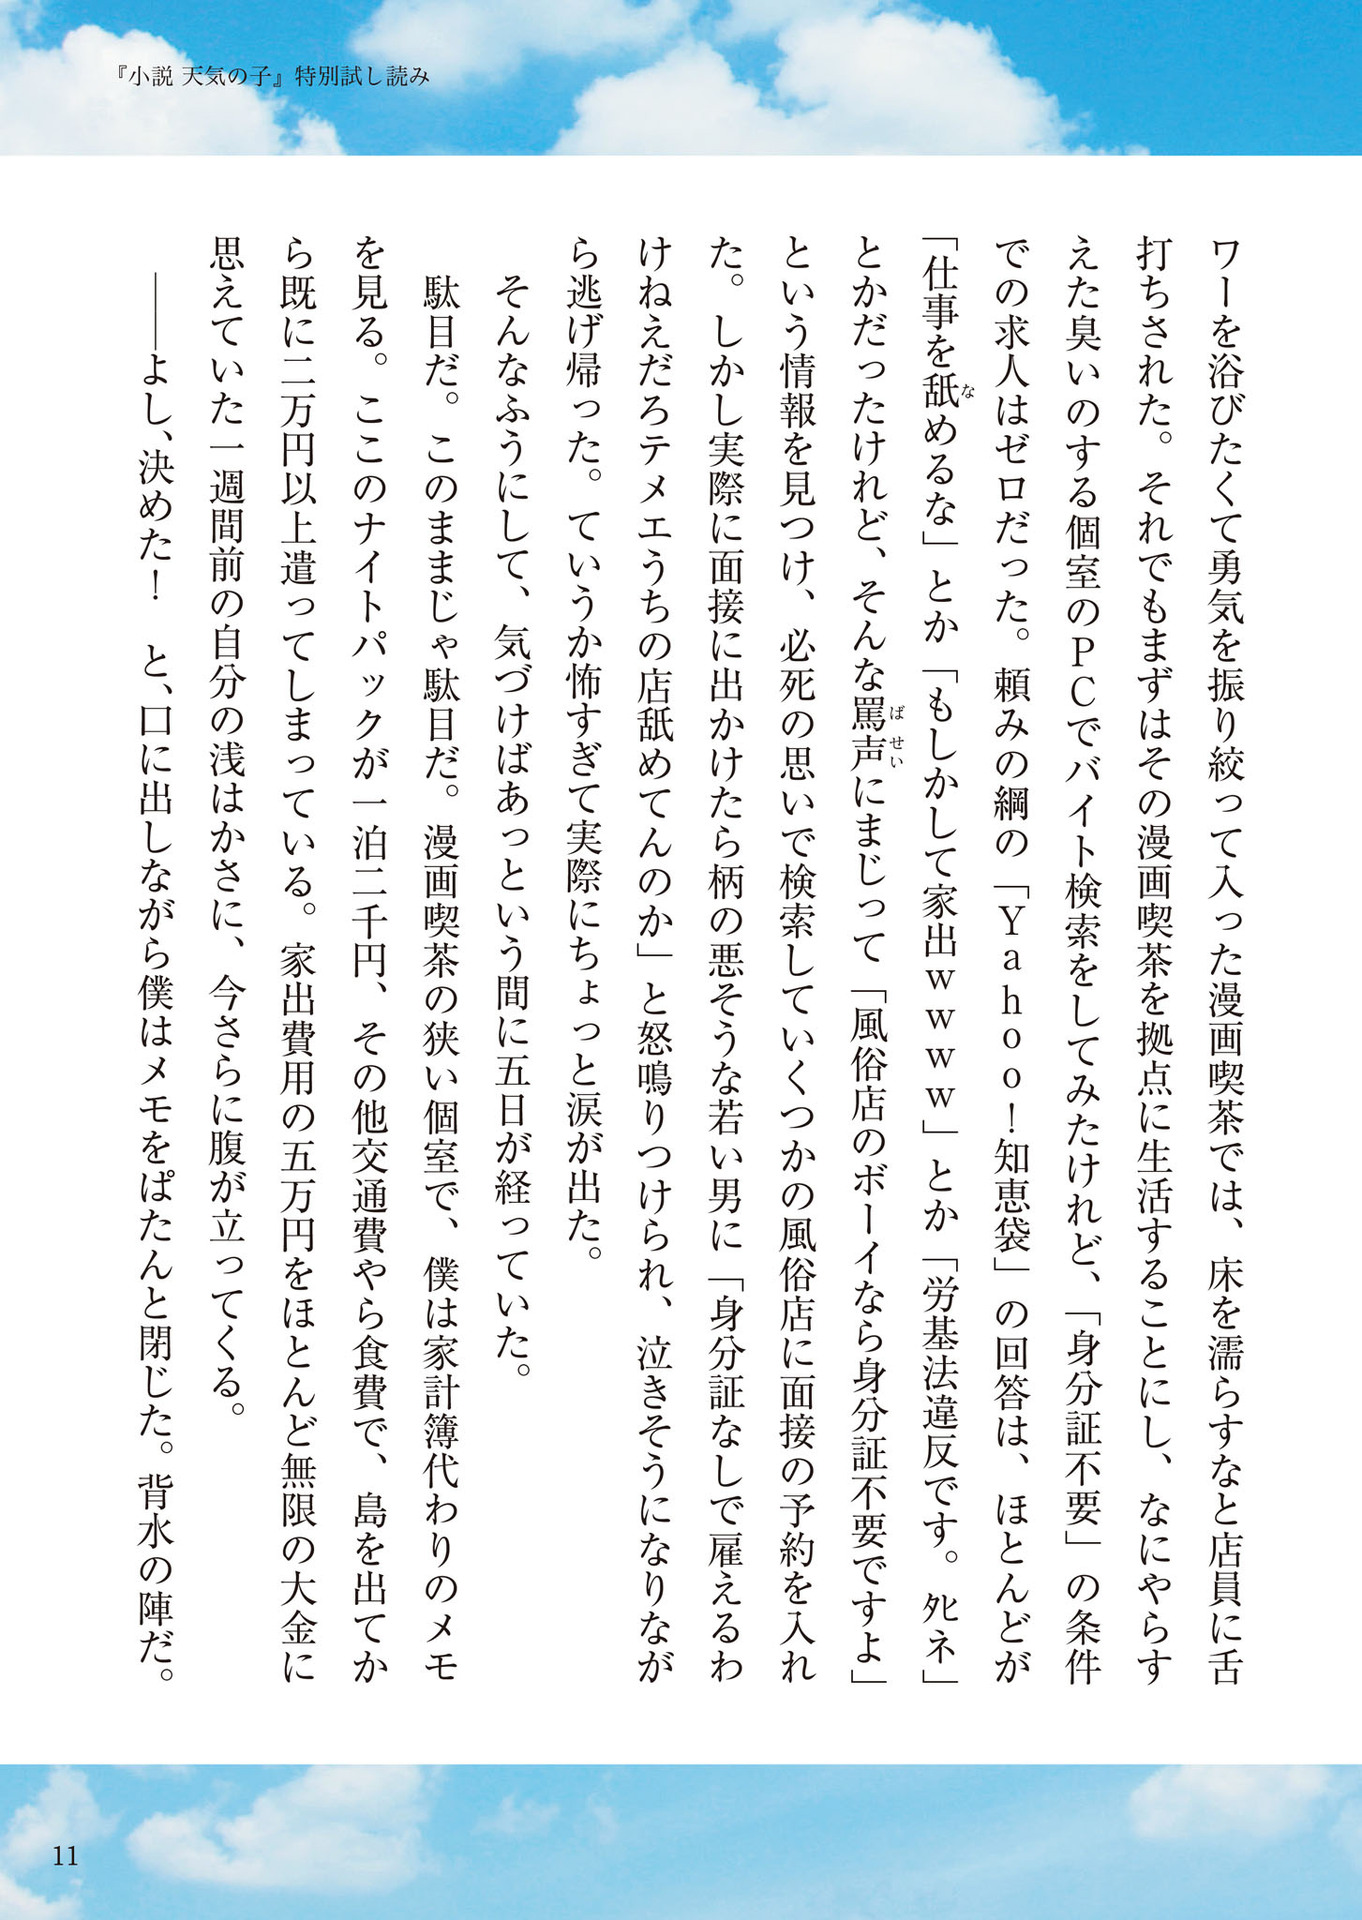 『小説 天気の子』特別試し読み
ワーを浴びたくて勇気を振り絞って入った漫画喫茶では、床を濡らすなと店員に舌
打ちされた。それでもまずはその漫画喫茶を拠点に生活することにし、なにやらす
えた臭いのする個室のＰＣでバイト検索をしてみたけれど、「身分証不要」の条件
での求人はゼロだった。頼みの綱の「Ｙａｈｏｏ！知恵袋」の回答は、ほとんどが
「仕事を舐めるな」とか「もしかして家出ｗｗｗｗ」とか「労基法違反です。死ネ」
とかだったけれど、そんな罵声にまじって「風俗店のボーイなら身分証不要ですよ」
という情報を見つけ、必死の思いで検索していくつかの風俗店に面接の予約を入れ
た。しかし実際に面接に出かけたら柄の悪そうな若い男に「身分証なしで雇えるわ
けねえだろテメエうちの店舐めてんのか」と怒鳴りつけられ、泣きそうになりなが
ら逃げ帰った。ていうか怖すぎて実際にちょっと涙が出た。
そんなふうにして、気づけばあっという間に五日が経っていた。
駄目だ。このままじゃ駄目だ。漫画喫茶の狭い個室で、僕は家計簿代わりのメモ
を見る。ここのナイトパックが一泊二千円、その他交通費やら食費で、島を出てか
ら既に二万円以上遣ってしまっている。家出費用の五万円をほとんど無限の大金に
思えていた一週間前の自分の浅はかさに、今さらに腹が立ってくる。
――よし、決めた！　と、口に出しながら僕はメモをぱたんと閉じた。背水の陣だ。
な
ばせい
11